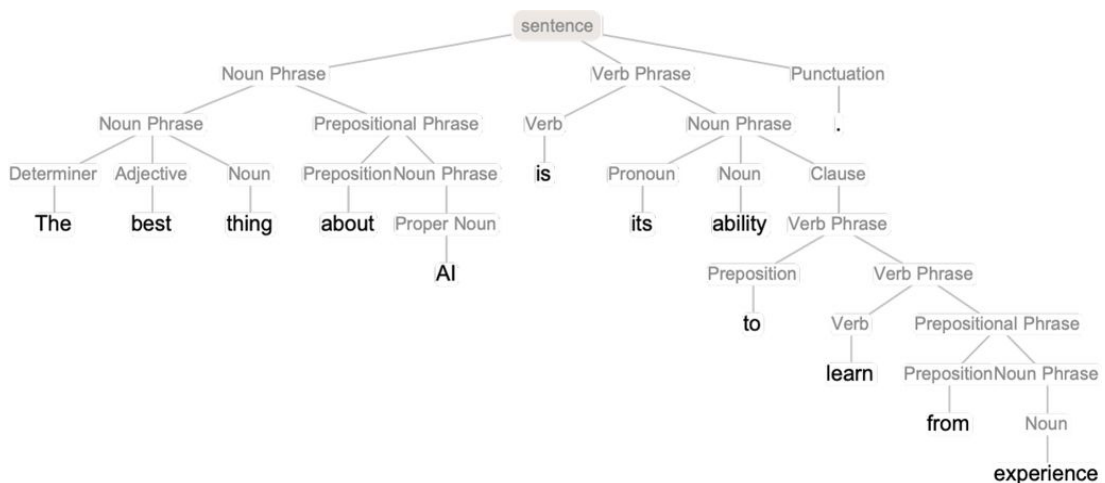 sentence
Noun Phrase Verb Phrase Punctuation
Noun Phrase Prepositional Phrase Verb Noun Phrase .
Determiner Adjective Noun Preposition Noun Phrase is Pronoun Noun Clause
The best thing about Proper Noun its ability Verb Phrase
AI Preposition Verb Phrase
to Verb Prepositional Phrase
learn Preposition Noun Phrase
from Noun
experience